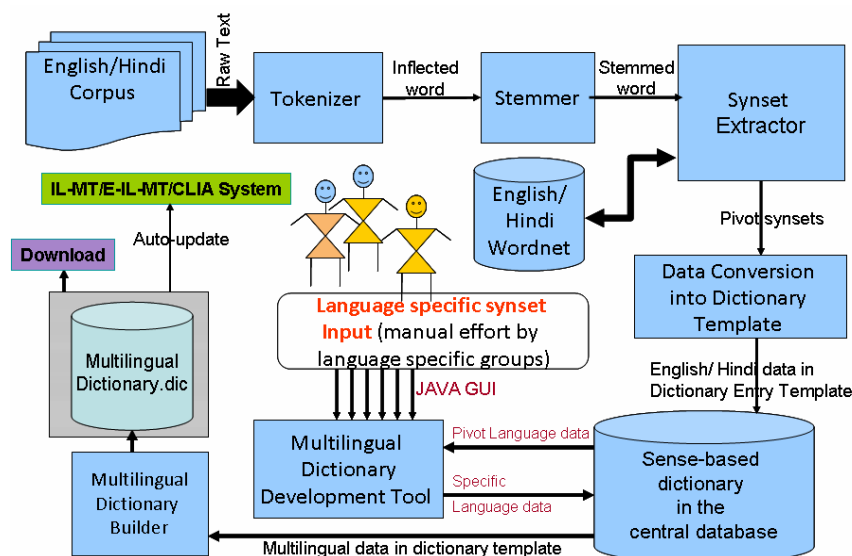 English/Hindi
Corpus
Raw Text
Tokenizer
Inflected
word
Stemmer
Stemmed
word
Synset
Extractor
IL-MT/E-IL-MT/CLIA System
Auto-update
Download
English/
Hindi
Wordnet
Pivot synsets
Data Conversion
into Dictionary
Template
Language specific synset
Input (manual effort by
language specific groups)
JAVA GUI
English/ Hindi data in
Dictionary Entry Template
Multilingual
Dictionary.dic
Multilingual
Dictionary
Development Tool
Pivot Language data
Specific
Language data
Sense-based
dictionary
in the
central database
Multilingual
Dictionary
Builder
Multilingual data in dictionary template